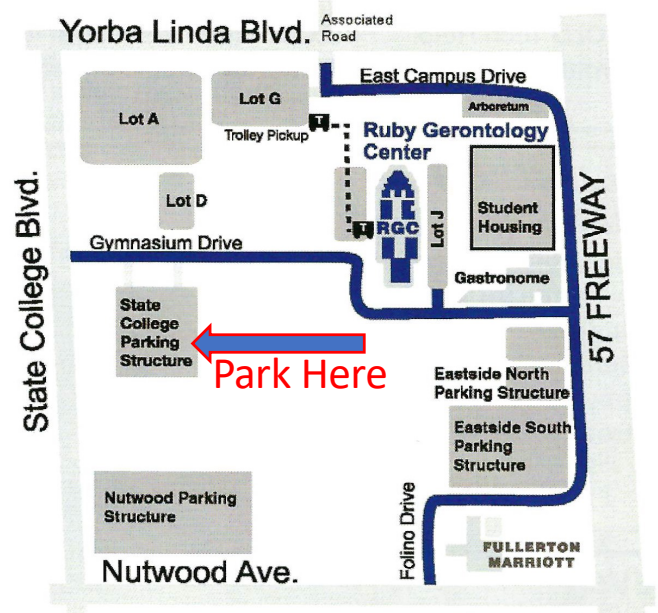 Yorba Linda Blvd.
Associated
Road
East Campus Drive
Lot A
Lot G
Arboretum
T
Trolley Pickup
Ruby Gerontology
Center
State College Blvd.
Lot D
T
RGC
Lot J
Student
Housing
57 FREEWAY
Gymnasium Drive
Gastronome
State
College
Parking
Structure
Park Here
Eastside North
Parking Structure
Eastside South
Parking
Structure
Nutwood Parking
Structure
Folino Drive
FULLERTON
MARRIOTT
Nutwood Ave.